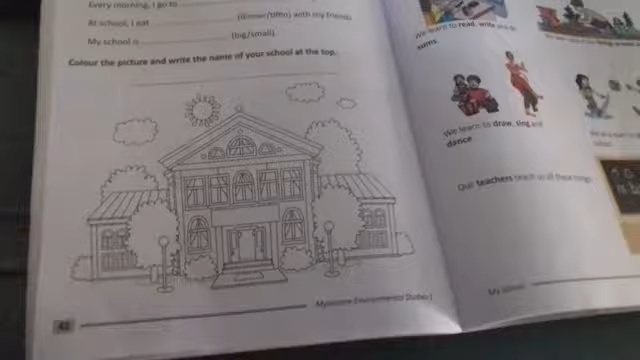 Every morning, I go to
At school, I eat (dinner/tiffin) with my friends
My school is (big/small).
Colour the picture and write the name of your school at the top.
42
Environmental Studies-I
We learn to read, write
sums.
We learn to draw, sing and
dance
Our teachers teach us all these things
My School